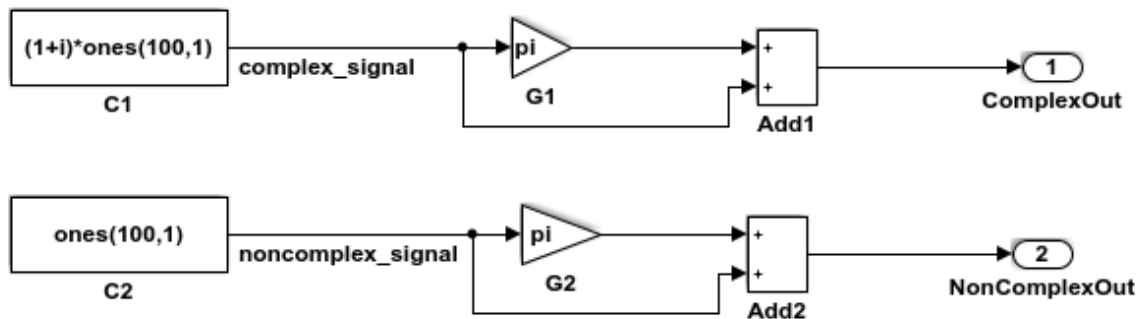 (1+i)*ones(100,1)
complex_signal
C1
pi
G1
+
+
Add1
1
ComplexOut
ones(100,1)
noncomplex_signal
C2
pi
G2
+
+
Add2
2
NonComplexOut